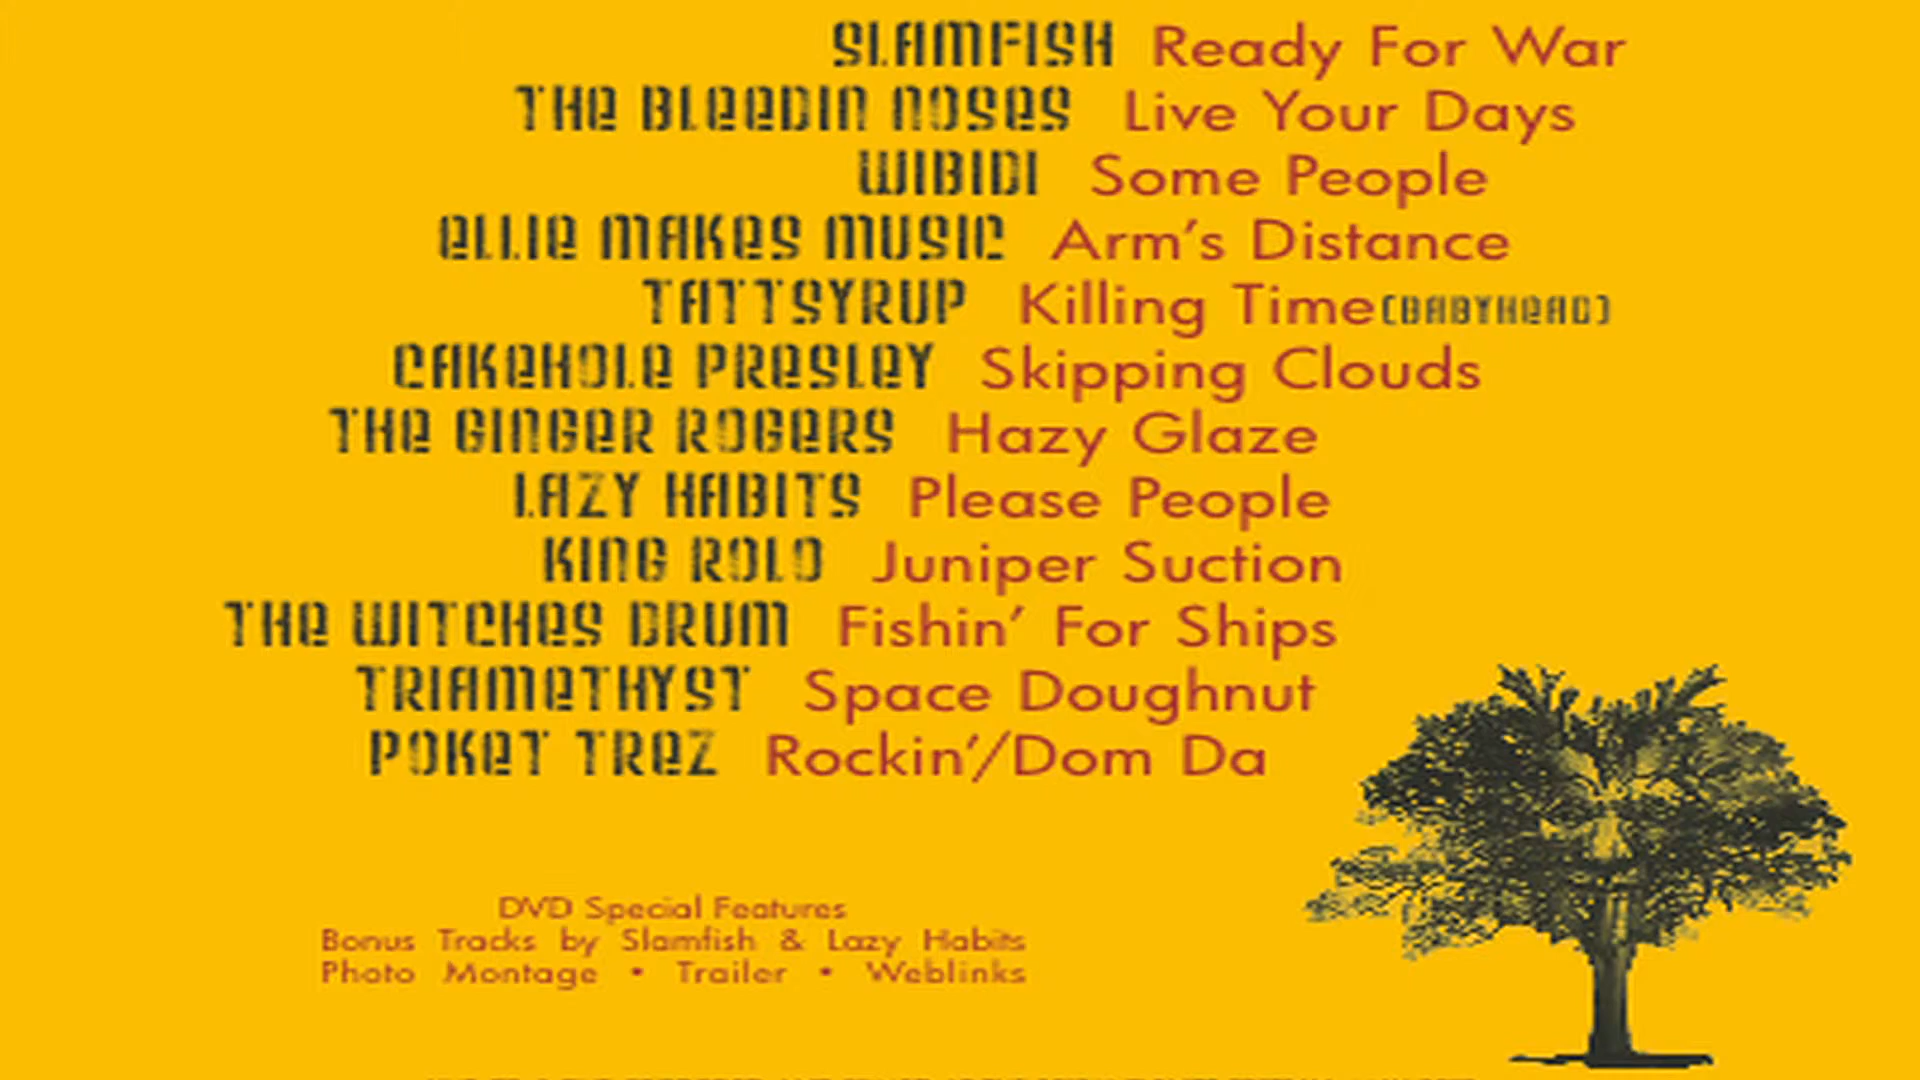 SLAMFISH Ready For War
THE BLEEDIN NOSES Live Your Days
WIBIDI Some People
ELLIE MAKES MUSIC Arm's Distance
TATTSYRUP Killing Time (BABYHEAD)
CAKEHOLE PRESLEY Skipping Clouds
THE GINGER ROGERS Hazy Glaze
LAZY HABITS Please People
KING ROLO Juniper Suction
THE WITCHES DRUM Fishin' For Ships
TRIAMETHYST Space Doughnut
POKET TREZ Rockin'/Dom Da
DVD Special Features
Bonus Tracks by Slamfish & Lazy Habits
Photo Montage • Trailer • Weblinks